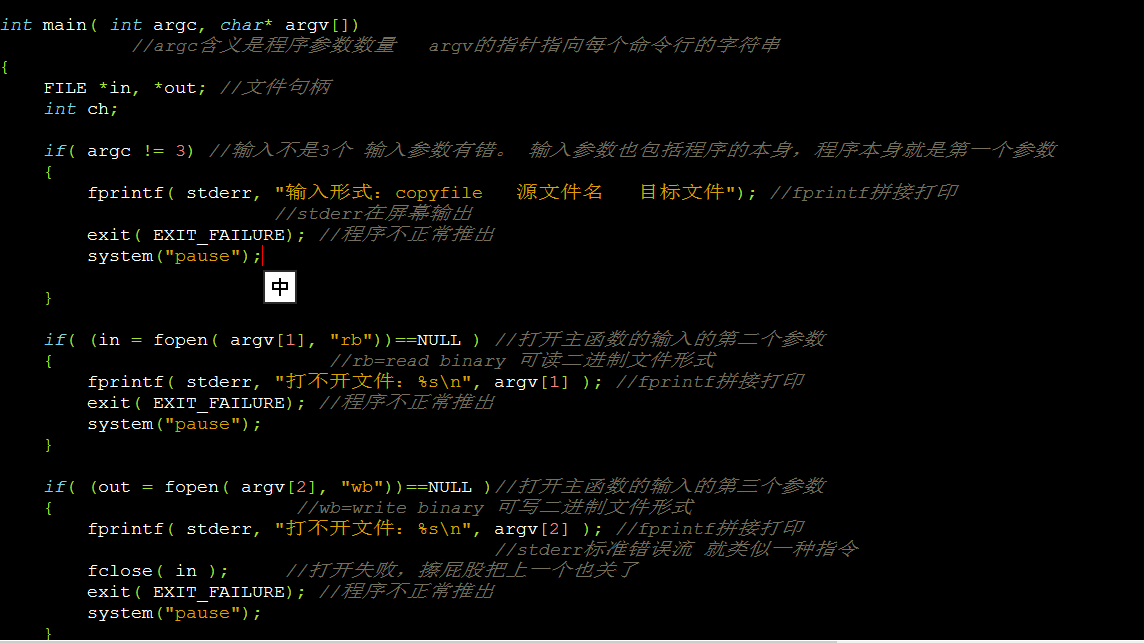 int main( int argc, char* argv[])
//argc含义是程序参数数量   argv的指针指向每个命令行的字符串
{
FILE *in, *out; //文件句柄
int ch;
if( argc != 3) //输入不是3个 输入参数有错。 输入参数也包括程序的本身，程序本身就是第一个参数
{
fprintf( stderr, "输入形式：copyfile   源文件名   目标文件"); //fprintf拼接打印
//stderr在屏幕输出
exit( EXIT_FAILURE); //程序不正常推出
system("pause");
中
}
if( (in = fopen( argv[1], "rb"))==NULL ) //打开主函数的输入的第二个参数
{ //rb=read binary 可读二进制文件形式
fprintf( stderr, "打不开文件：%s\n", argv[1] ); //fprintf拼接打印
exit( EXIT_FAILURE); //程序不正常推出
system("pause");
}
if( (out = fopen( argv[2], "wb"))==NULL )//打开主函数的输入的第三个参数
{ //wb=write binary 可写二进制文件形式
fprintf( stderr, "打不开文件：%s\n", argv[2] ); //fprintf拼接打印
//stderr标准错误流 就类似一种指令
fclose( in ); //打开失败，擦屁股把上一个也关了
exit( EXIT_FAILURE); //程序不正常推出
system("pause");
}